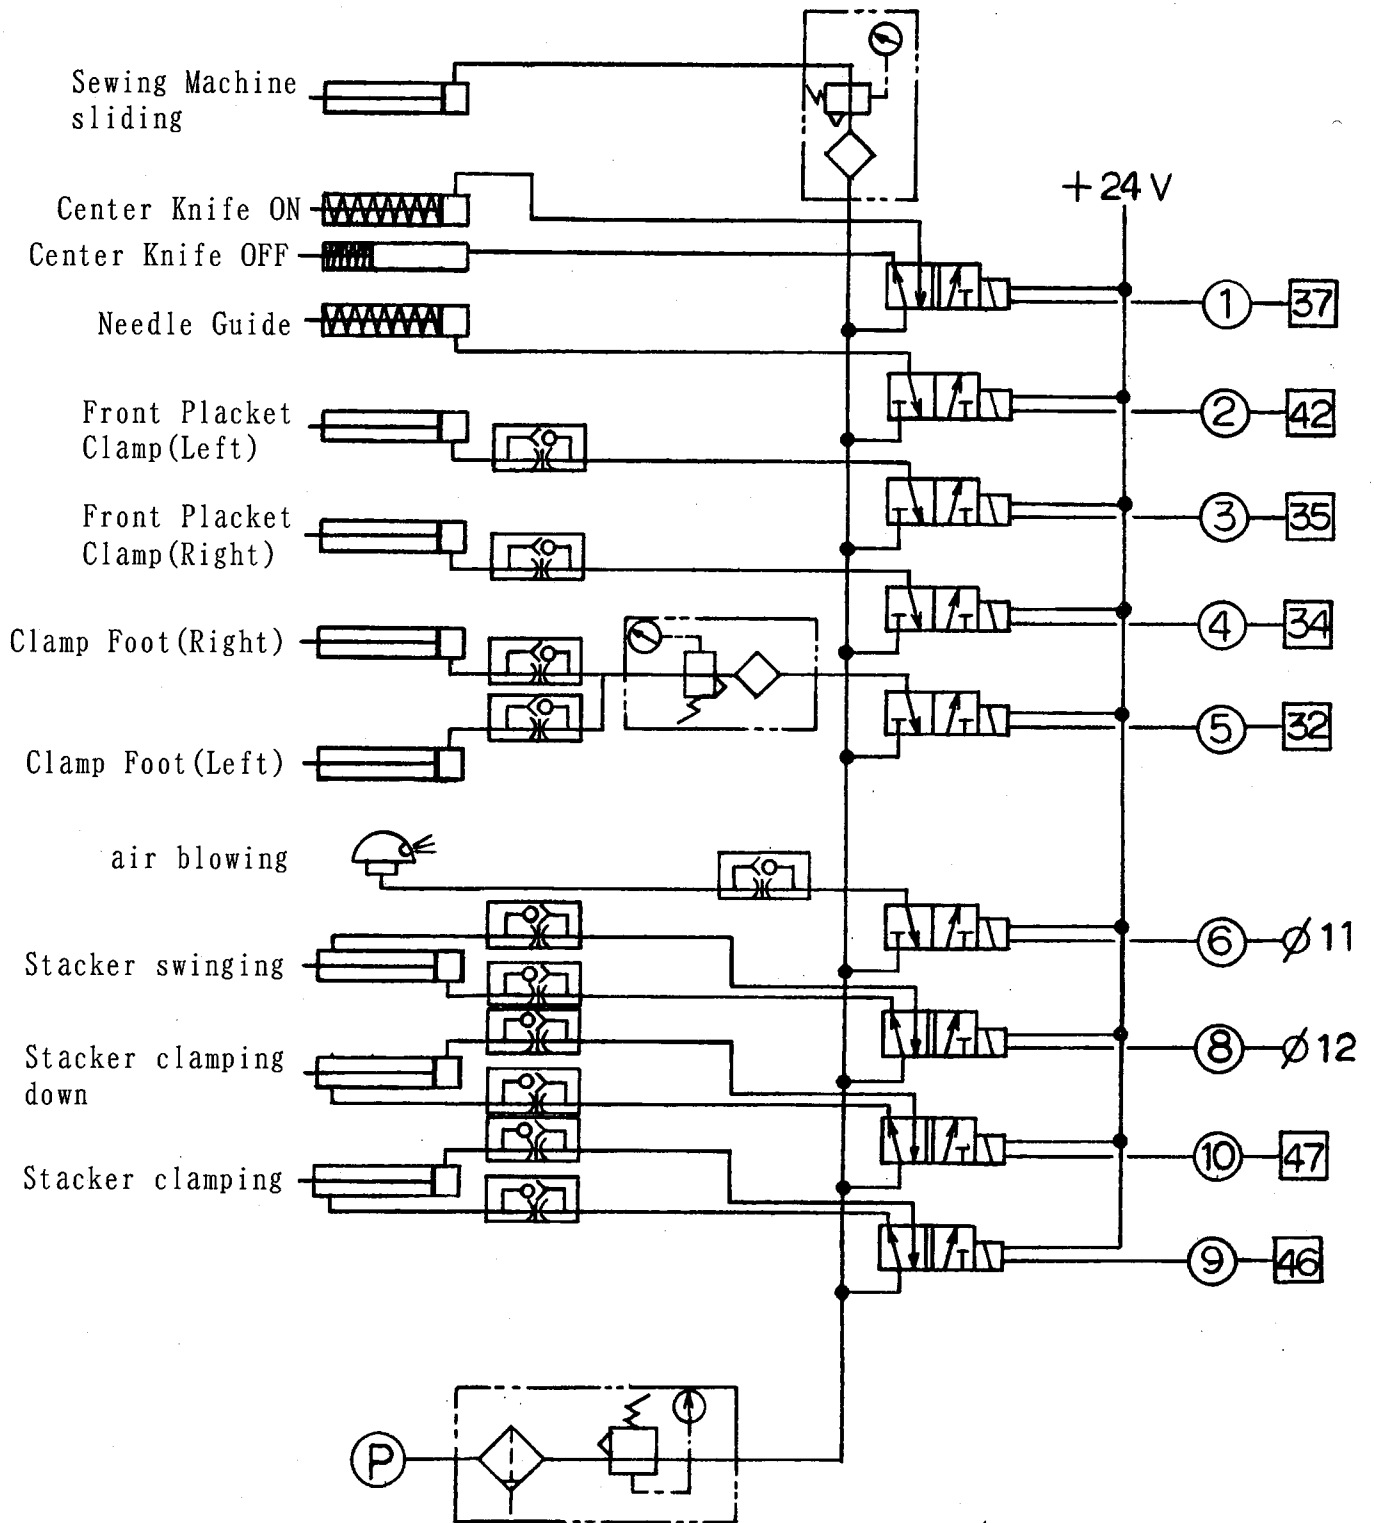 Sewing Machine
sliding
+24V
Center Knife ON
Center Knife OFF
1 37
Needle Guide
2 42
Front Placket
Clamp(Left)
3 35
Front Placket
Clamp(Right)
4 34
Clamp Foot(Right)
5 32
Clamp Foot(Left)
air blowing
6 ∅11
Stacker swinging
8 ∅12
Stacker clamping
down
10 47
Stacker clamping
9 46
P